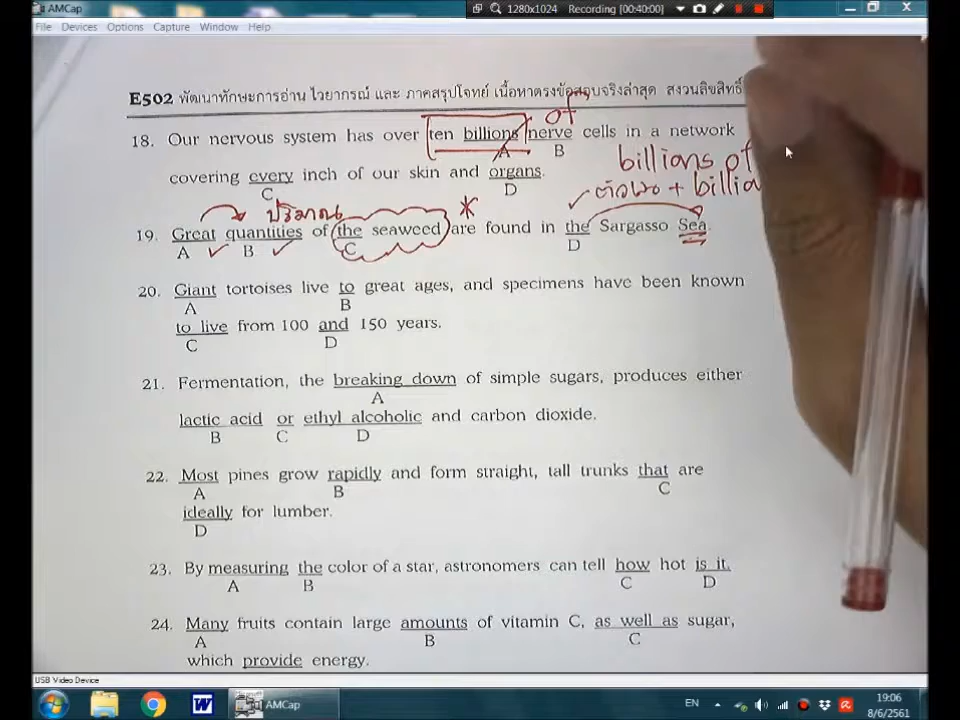 AMCap
1280x1024 Recording [00:40:00]
File Devices Options Capture Window Help
E502 พัฒนาทักษะการอ่าน ไวยากรณ์ และ ภาคสรุปโจทย์ เนื้อหาตรงข้อสอบจริงล่าสุด สงวนลิขสิทธิ์
of
18. Our nervous system has over ten billions nerve cells in a network
A B
billions of
covering every inch of our skin and organs.
C D
ตัวเลข + billio
ปริมาณ *
19. Great quantities of the seaweed are found in the Sargasso Sea.
A B C D
20. Giant tortoises live to great ages, and specimens have been known
A B
to live from 100 and 150 years.
C D
21. Fermentation, the breaking down of simple sugars, produces either
A
lactic acid or ethyl alcoholic and carbon dioxide.
B C D
22. Most pines grow rapidly and form straight, tall trunks that are
A B C
ideally for lumber.
D
23. By measuring the color of a star, astronomers can tell how hot is it.
A B C D
24. Many fruits contain large amounts of vitamin C, as well as sugar,
A B C
which provide energy.
USB Video Device
AMCap
EN
19:06
8/6/2561